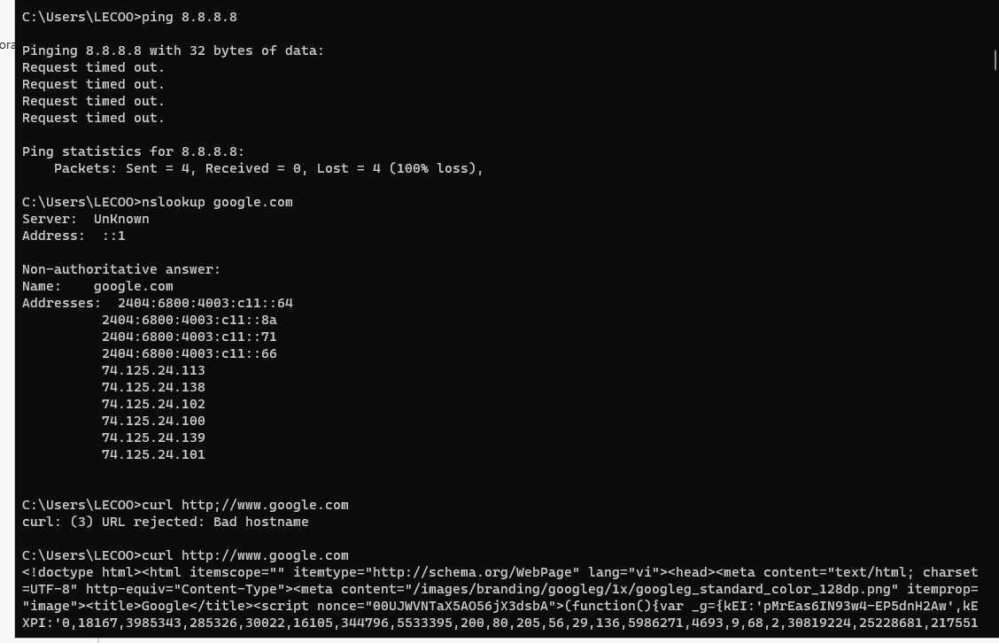 C:\Users\LECOO>ping 8.8.8.8
ora
Pinging 8.8.8.8 with 32 bytes of data:
Request timed out.
Request timed out.
Request timed out.
Request timed out.
Ping statistics for 8.8.8.8:
    Packets: Sent = 4, Received = 0, Lost = 4 (100% loss),
C:\Users\LECOO>nslookup google.com
Server:  UnKnown
Address:  ::1
Non-authoritative answer:
Name:    google.com
Addresses:  2404:6800:4003:c11::64
          2404:6800:4003:c11::8a
          2404:6800:4003:c11::71
          2404:6800:4003:c11::66
          74.125.24.113
          74.125.24.138
          74.125.24.102
          74.125.24.100
          74.125.24.139
          74.125.24.101
C:\Users\LECOO>curl http;//www.google.com
curl: (3) URL rejected: Bad hostname
C:\Users\LECOO>curl http://www.google.com
<!doctype html><html itemscope="" itemtype="http://schema.org/WebPage" lang="vi"><head><meta content="text/html; charset
=UTF-8" http-equiv="Content-Type"><meta content="/images/branding/googleg/1x/googleg_standard_color_128dp.png" itemprop=
"image"><title>Google</title><script nonce="00UJWVNTaX5AO56jX3dsbA">(function(){var _g={kEI:'pMrEas6IN93w4-EP5dnH2Aw',kE
XPI:'0,18167,3985343,285326,30022,16105,344796,5533395,200,80,205,56,29,136,5986271,4693,9,68,2,30819224,25228681,217551